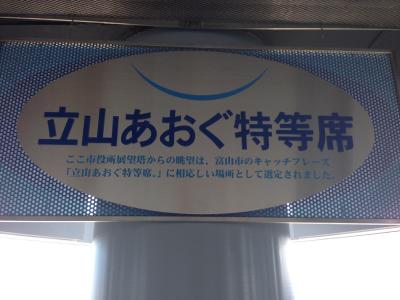 立山あおぐ特等席
ここ市役所展望塔からの眺望は、富山市のキャッチフレーズ
「立山あおぐ特等席。」に相応しい場所として選定されました。